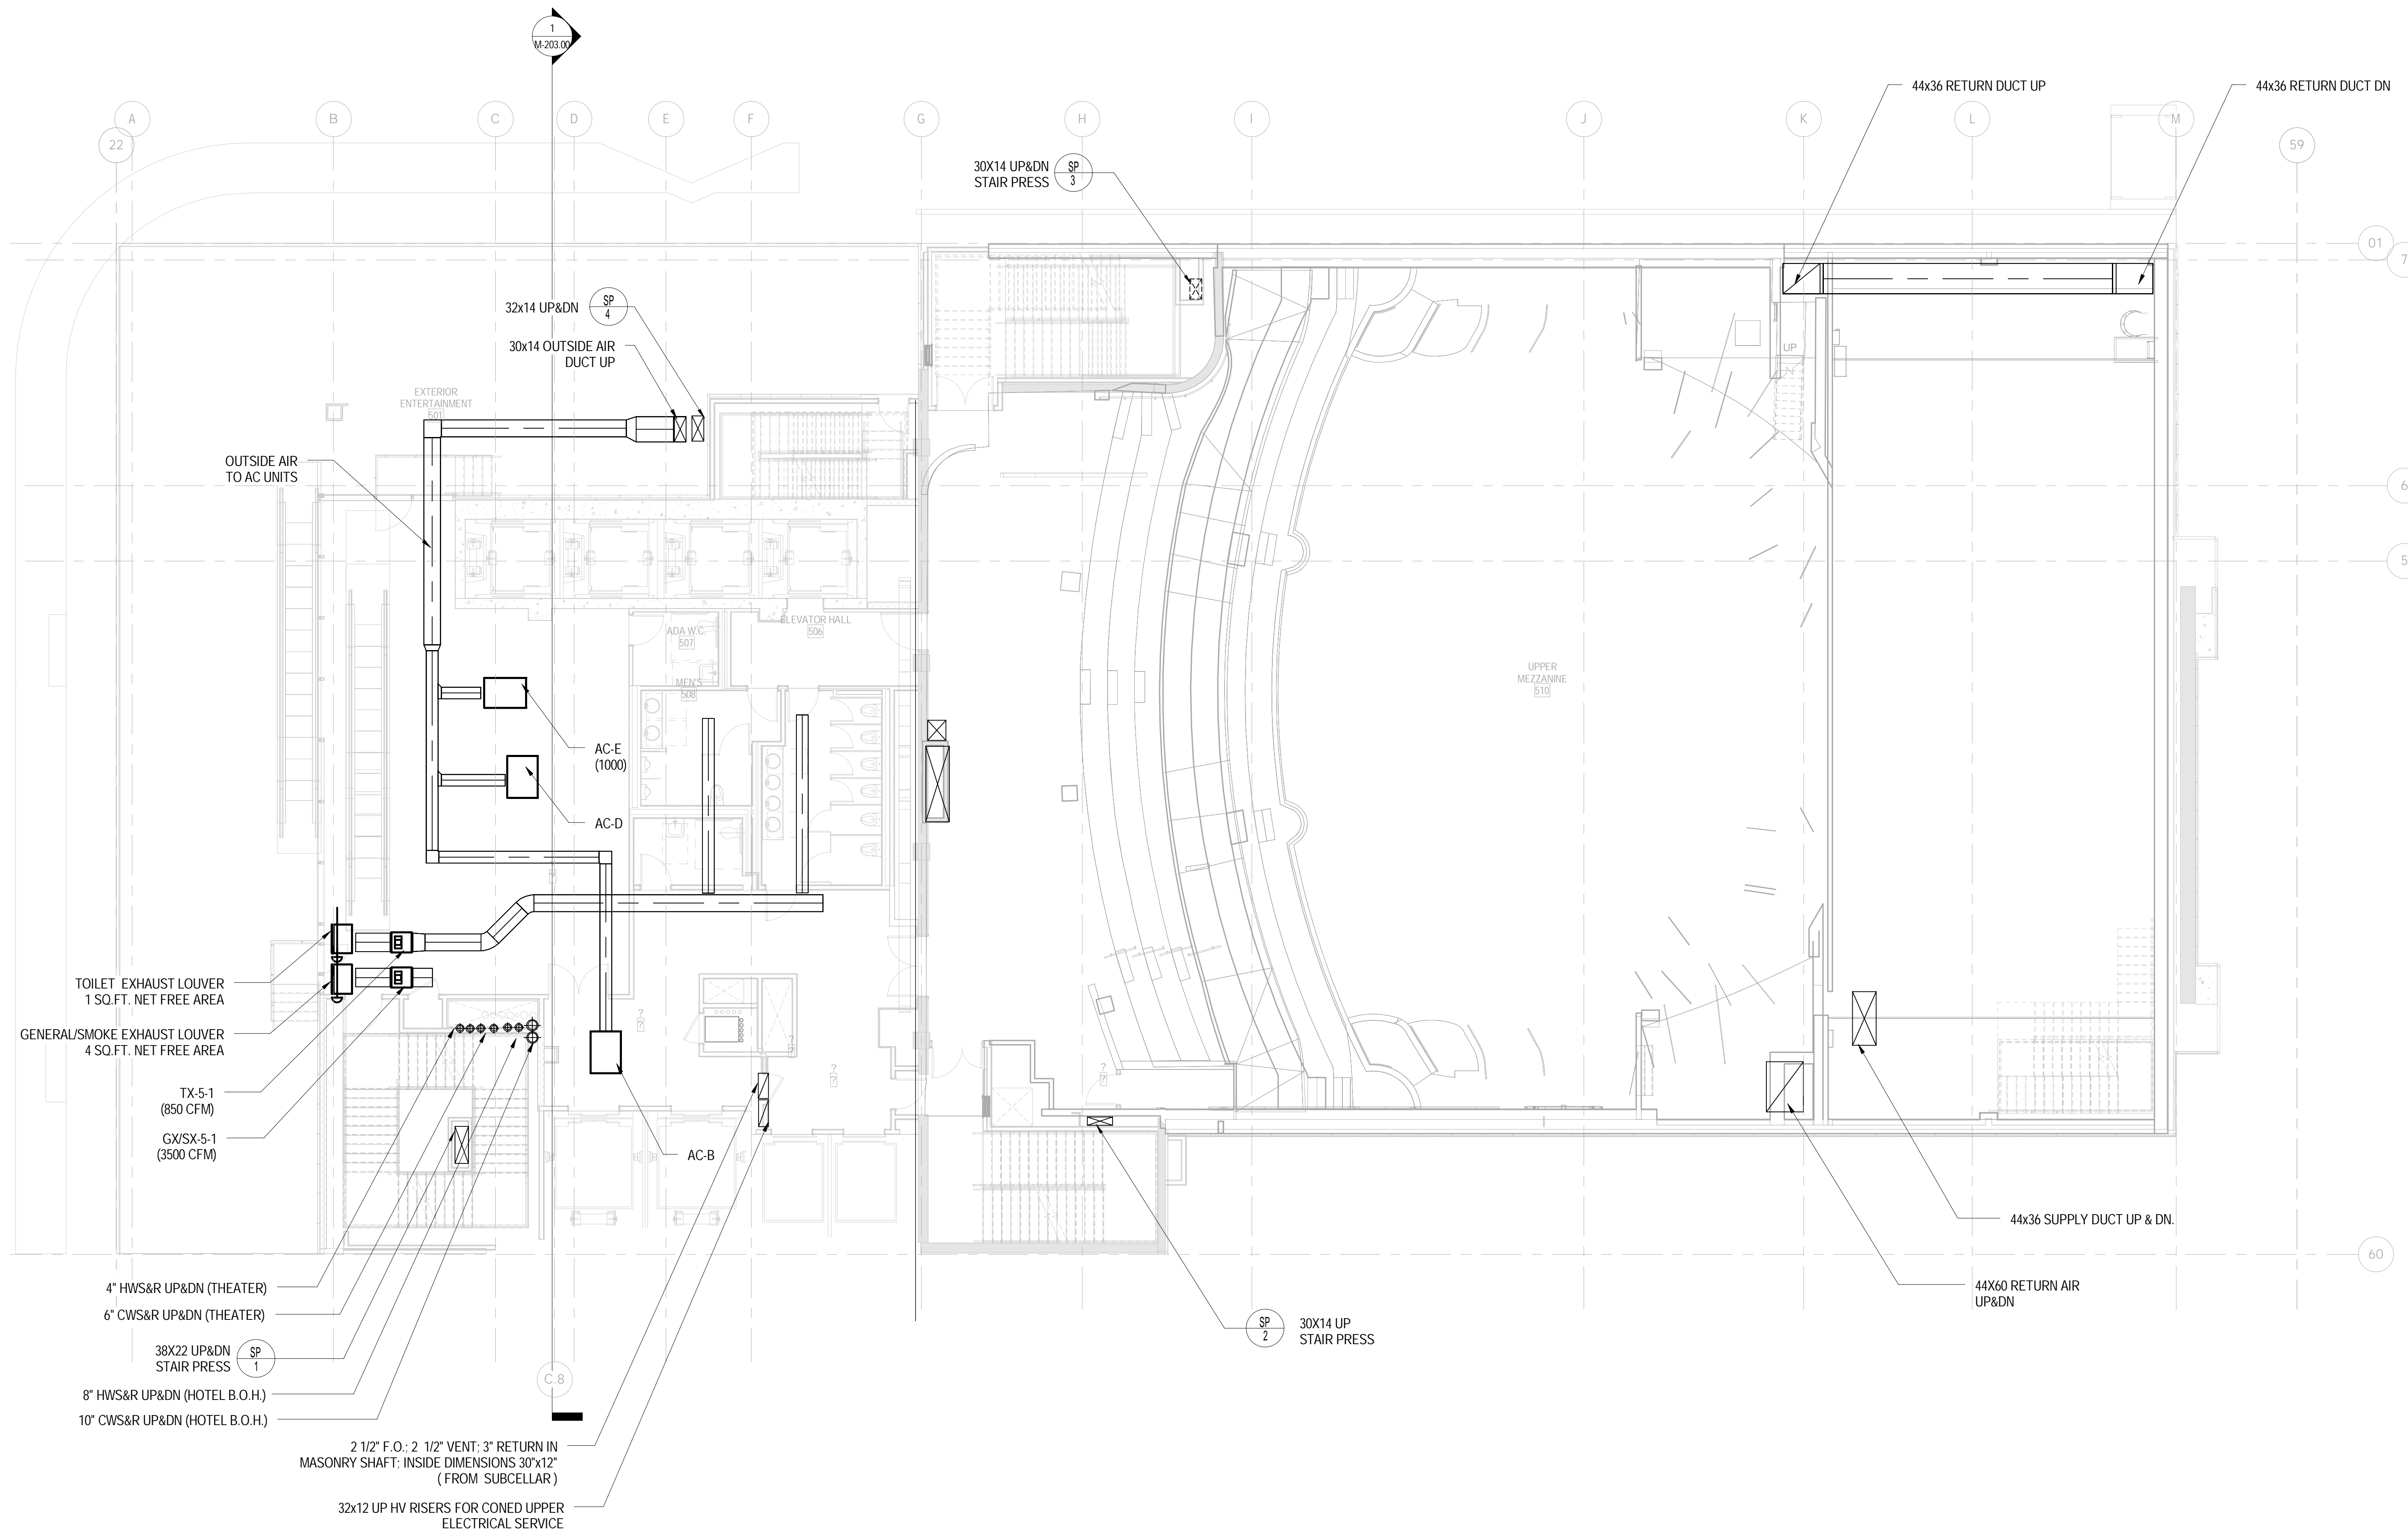 1
M-203.00
44x36 RETURN DUCT UP
44x36 RETURN DUCT DN
A
B
C
D
E
F
G
H
I
J
K
L
M
22
59
30X14 UP&DN
STAIR PRESS
SP
3
01
7
32x14 UP&DN
SP
4
30x14 OUTSIDE AIR
DUCT UP
UP
EXTERIOR
ENTERTAINMENT
501
OUTSIDE AIR
TO AC UNITS
6
5
ADA W.C.
507
ELEVATOR HALL
506
MEN'S
508
UPPER
MEZZANINE
510
AC-E
(1000)
AC-D
?
TOILET EXHAUST LOUVER
1 SQ.FT. NET FREE AREA
GENERAL/SMOKE EXHAUST LOUVER
4 SQ.FT. NET FREE AREA
?
?
?
?
?
?
?
?
TX-5-1
(850 CFM)
GX/SX-5-1
(3500 CFM)
AC-B
44x36 SUPPLY DUCT UP & DN.
60
4" HWS&R UP&DN (THEATER)
6" CWS&R UP&DN (THEATER)
44X60 RETURN AIR
UP&DN
SP
2
30X14 UP
STAIR PRESS
38X22 UP&DN
STAIR PRESS
SP
1
C.8
8" HWS&R UP&DN (HOTEL B.O.H.)
10" CWS&R UP&DN (HOTEL B.O.H.)
2 1/2" F.O.; 2 1/2" VENT; 3" RETURN IN
MASONRY SHAFT; INSIDE DIMENSIONS 30"x12"
( FROM SUBCELLAR )
32x12 UP HV RISERS FOR CONED UPPER
ELECTRICAL SERVICE